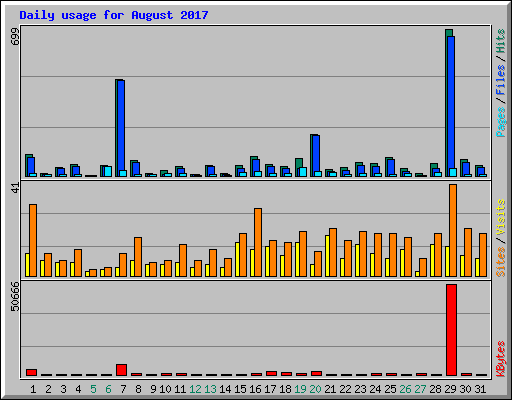 Daily usage for August 2017
699
Pages / Files / Hits
41
Sites / Visits
50666
KBytes
1 2 3 4 5 6 7 8 9 10 11 12 13 14 15 16 17 18 19 20 21 22 23 24 25 26 27 28 29 30 31